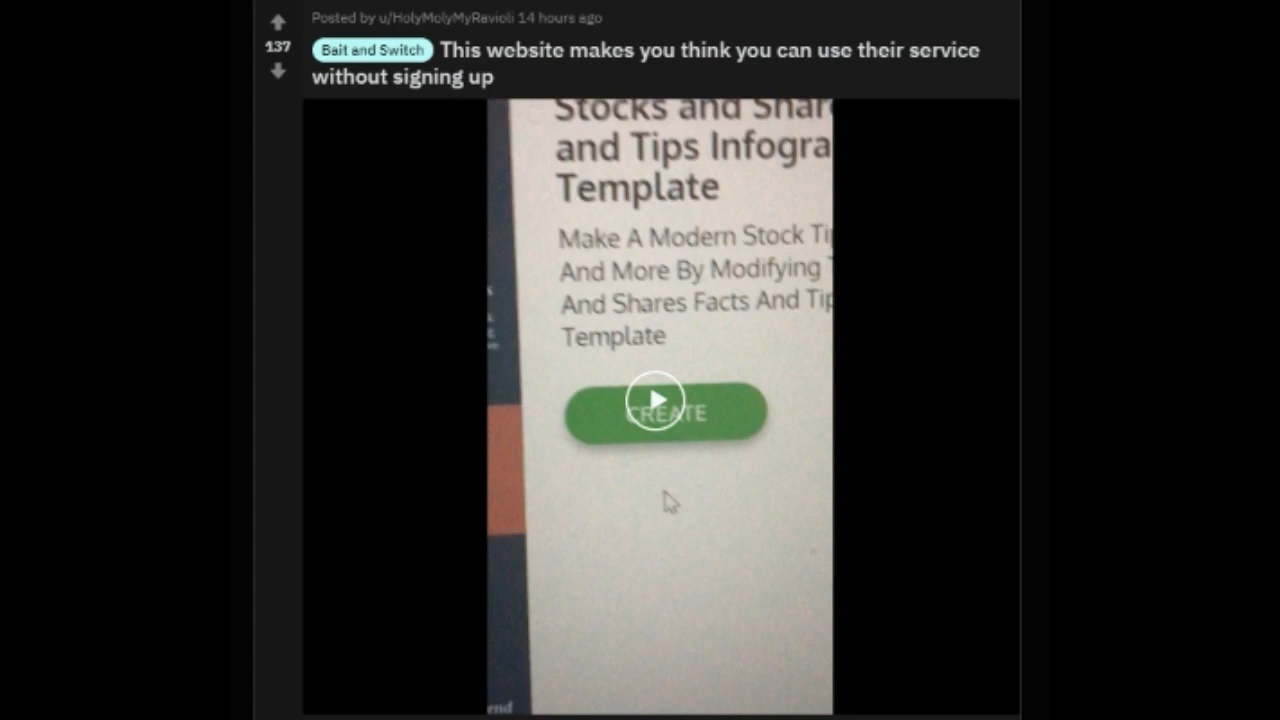 Posted by u/HolyMolyMyRavioli 14 hours ago
137
Bait and Switch This website makes you think you can use their service
without signing up
Stocks and Shar
and Tips Infogra
Template
Make A Modern Stock Tip
And More By Modifying T
And Shares Facts And Tip
Template
CREATE
end